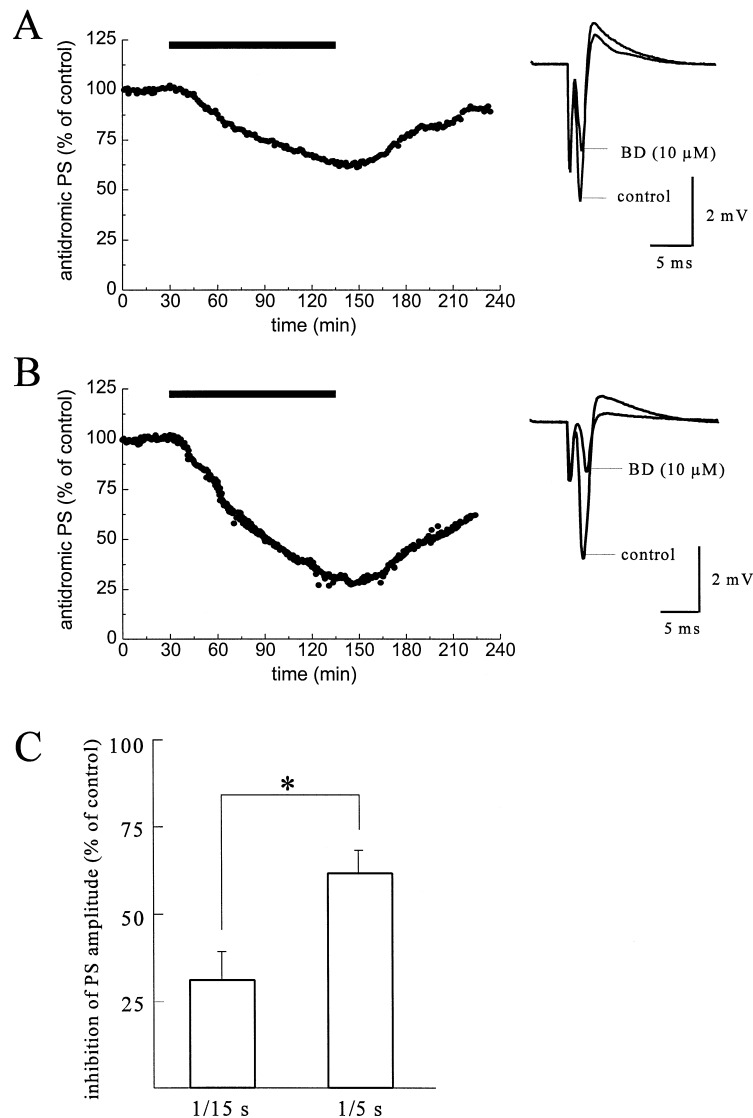 A
antidromic PS (% of control)
125
100
75
50
25
0
0 30 60 90 120 150 180 210 240
time (min)
BD (10 µM)
control
2 mV
5 ms
B
antidromic PS (% of control)
125
100
75
50
25
0
0 30 60 90 120 150 180 210 240
time (min)
BD (10 µM)
control
2 mV
5 ms
C
inhibition of PS amplitude (% of control)
100
75
50
25
*
1/15 s 1/5 s